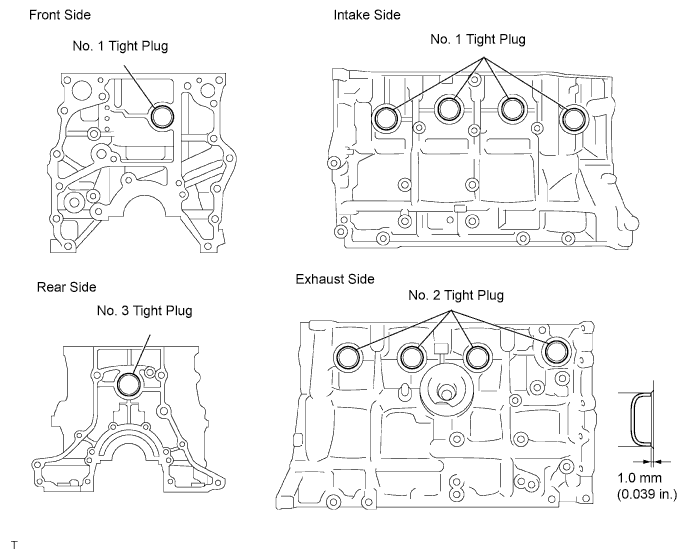 Front Side
No. 1 Tight Plug
Intake Side
No. 1 Tight Plug
Rear Side
No. 3 Tight Plug
Exhaust Side
No. 2 Tight Plug
1.0 mm
(0.039 in.)
T